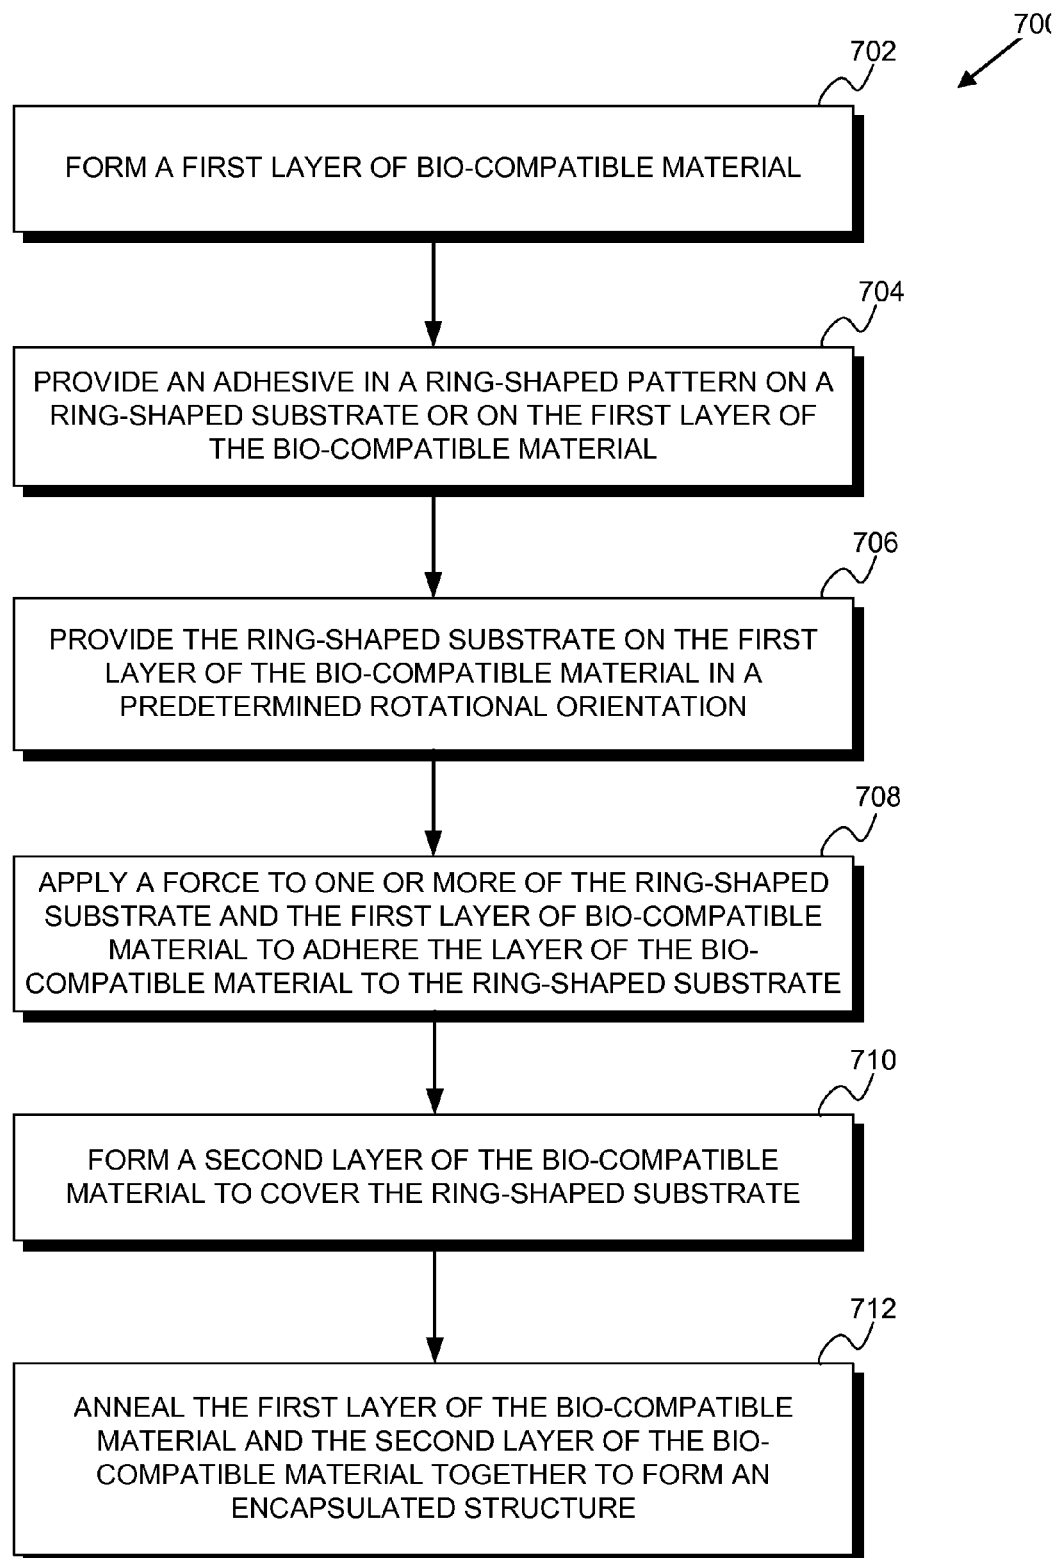 700
702
FORM A FIRST LAYER OF BIO-COMPATIBLE MATERIAL
704
PROVIDE AN ADHESIVE IN A RING-SHAPED PATTERN ON A
RING-SHAPED SUBSTRATE OR ON THE FIRST LAYER OF
THE BIO-COMPATIBLE MATERIAL
706
PROVIDE THE RING-SHAPED SUBSTRATE ON THE FIRST
LAYER OF THE BIO-COMPATIBLE MATERIAL IN A
PREDETERMINED ROTATIONAL ORIENTATION
708
APPLY A FORCE TO ONE OR MORE OF THE RING-SHAPED
SUBSTRATE AND THE FIRST LAYER OF BIO-COMPATIBLE
MATERIAL TO ADHERE THE LAYER OF THE BIO-
COMPATIBLE MATERIAL TO THE RING-SHAPED SUBSTRATE
710
FORM A SECOND LAYER OF THE BIO-COMPATIBLE
MATERIAL TO COVER THE RING-SHAPED SUBSTRATE
712
ANNEAL THE FIRST LAYER OF THE BIO-COMPATIBLE
MATERIAL AND THE SECOND LAYER OF THE BIO-
COMPATIBLE MATERIAL TOGETHER TO FORM AN
ENCAPSULATED STRUCTURE